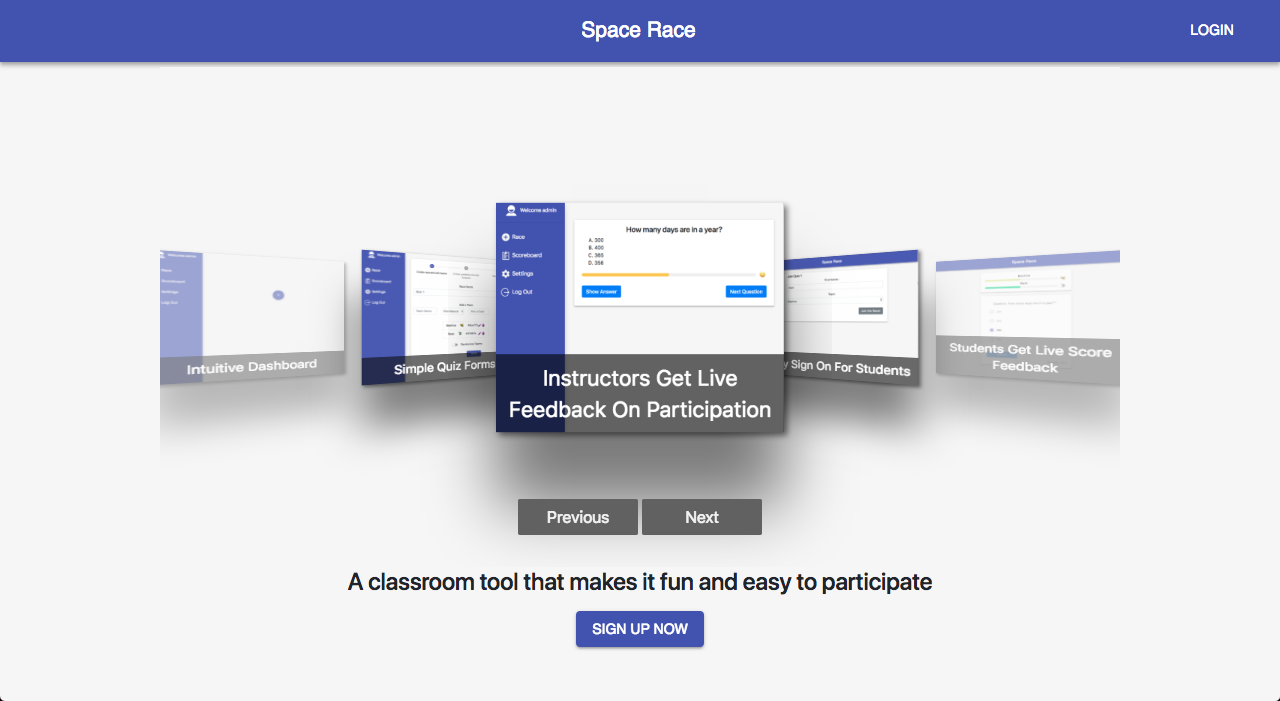 Space Race
LOGIN
Welcome admin
Race
Scoreboard
Settings
Log Out
How many days are in a year?
A. 300
B. 400
C. 365
D. 356
Show Answer
Next Question
Intuitive Dashboard
Simple Quiz Forms
Instructors Get Live
Feedback On Participation
Space Race
y Sign On For Students
Students Get Live Score
Feedback
Previous
Next
A classroom tool that makes it fun and easy to participate
SIGN UP NOW